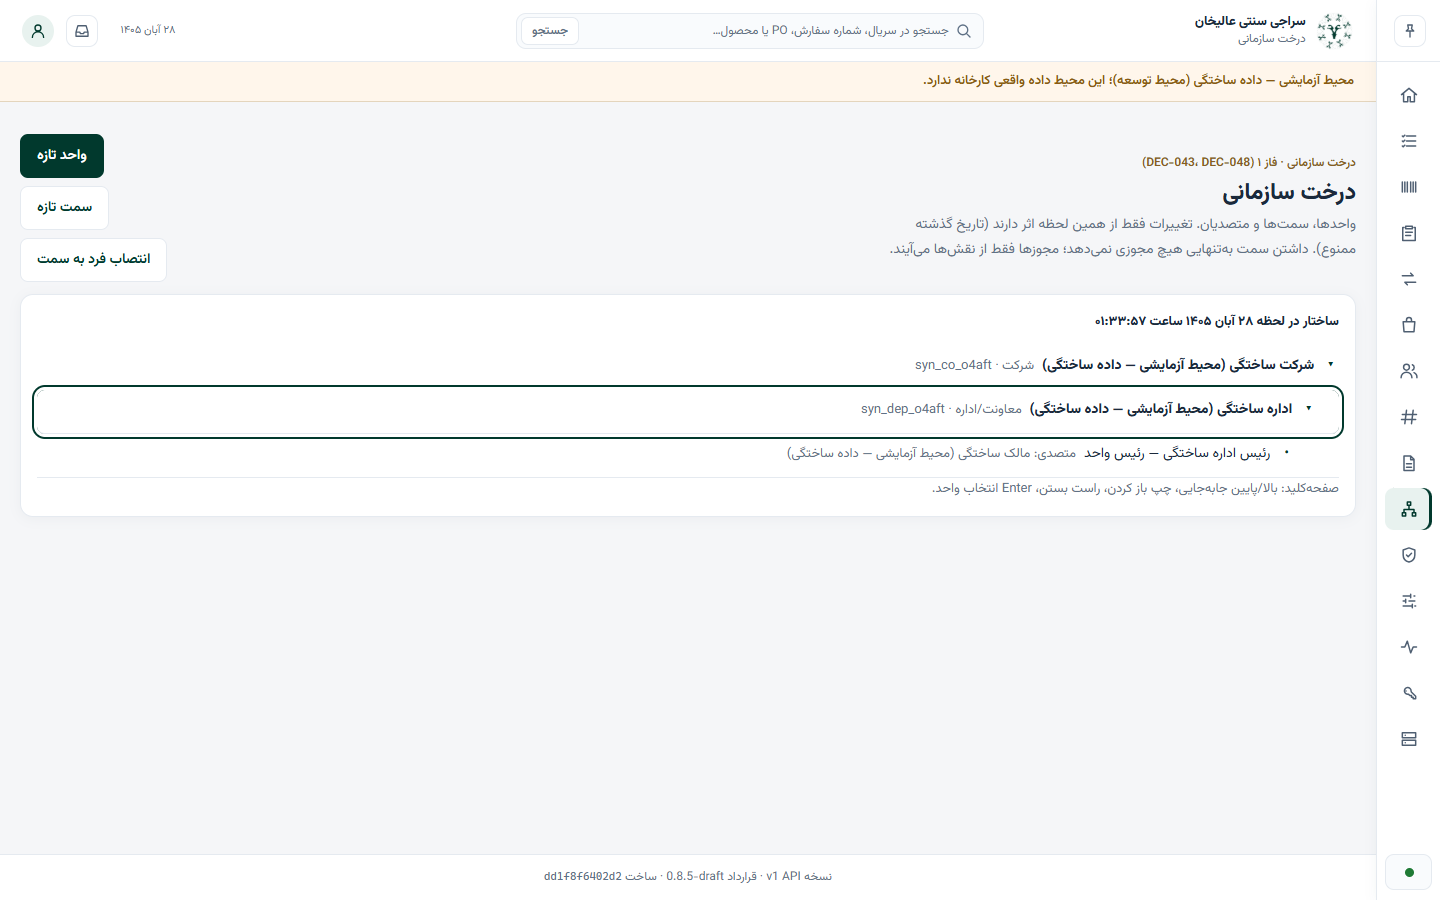 سراجی سنتی عالیخان
درخت سازمانی
جستجو در سریال، شماره سفارش، PO یا محصول...
جستجو
۲۸ آبان ۱۴۰۵
محیط آزمایشی — داده ساختگی (محیط توسعه)؛ این محیط داده واقعی کارخانه ندارد.
درخت سازمانی · فاز ۱ (DEC-043، DEC-048)
درخت سازمانی
واحدها، سمت‌ها و متصدیان. تغییرات فقط از همین لحظه اثر دارند (تاریخ گذشته
ممنوع). داشتن سمت به‌تنهایی هیچ مجوزی نمی‌دهد؛ مجوزها فقط از نقش‌ها می‌آیند.
واحد تازه
سمت تازه
انتصاب فرد به سمت
ساختار در لحظه ۲۸ آبان ۱۴۰۵ ساعت ۰۱:۳۳:۵۷
شرکت ساختگی (محیط آزمایشی — داده ساختگی) شرکت · syn_co_o4aft
اداره ساختگی (محیط آزمایشی — داده ساختگی) معاونت/اداره · syn_dep_o4aft
رئیس اداره ساختگی — رئیس واحد متصدی: مالک ساختگی (محیط آزمایشی — داده ساختگی)
صفحه‌کلید: بالا/پایین جابه‌جایی، چپ باز کردن، راست بستن، Enter انتخاب واحد.
نسخه v1 API · قرارداد 0.8.5-draft · ساخت dd1f8f6402d2